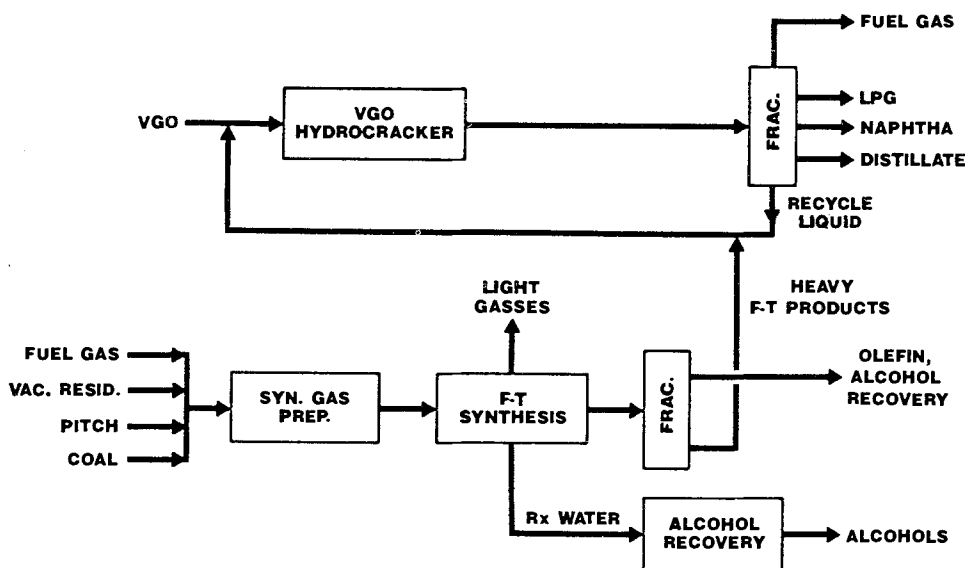 FUEL GAS
VGO
VGO
HYDROCRACKER
FRAC.
LPG
NAPHTHA
DISTILLATE
RECYCLE
LIQUID
LIGHT
GASSES
HEAVY
F-T PRODUCTS
FUEL GAS
VAC. RESID.
PITCH
COAL
SYN. GAS
PREP.
F-T
SYNTHESIS
FRAC.
OLEFIN,
ALCOHOL
RECOVERY
Rx WATER
ALCOHOL
RECOVERY
ALCOHOLS